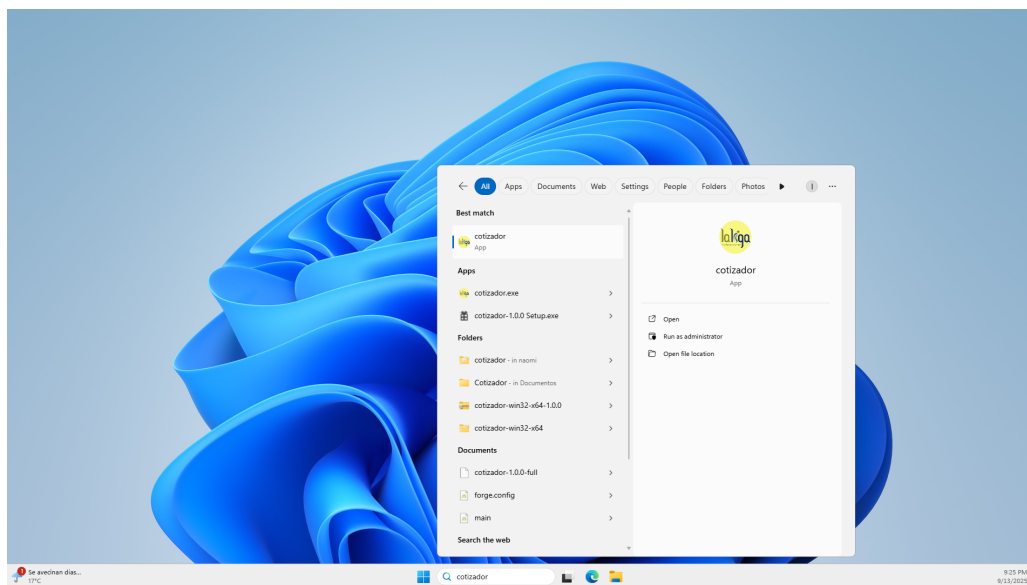 All Apps Documents Web Settings People Folders Photos I
Best match
cotizador
App
Apps
cotizador.exe
cotizador-1.0.0 Setup.exe
Folders
cotizador - in naomi
Cotizador - in Documentos
cotizador-win32-x64-1.0.0
cotizador-win32-x64
Documents
cotizador-1.0.0-full
forge.config
main
Search the web
lakiga
cotizador
App
Open
Run as administrator
Open file location
1
Se avecinan días...
17°C
cotizador
9:25 PM
9/13/2023